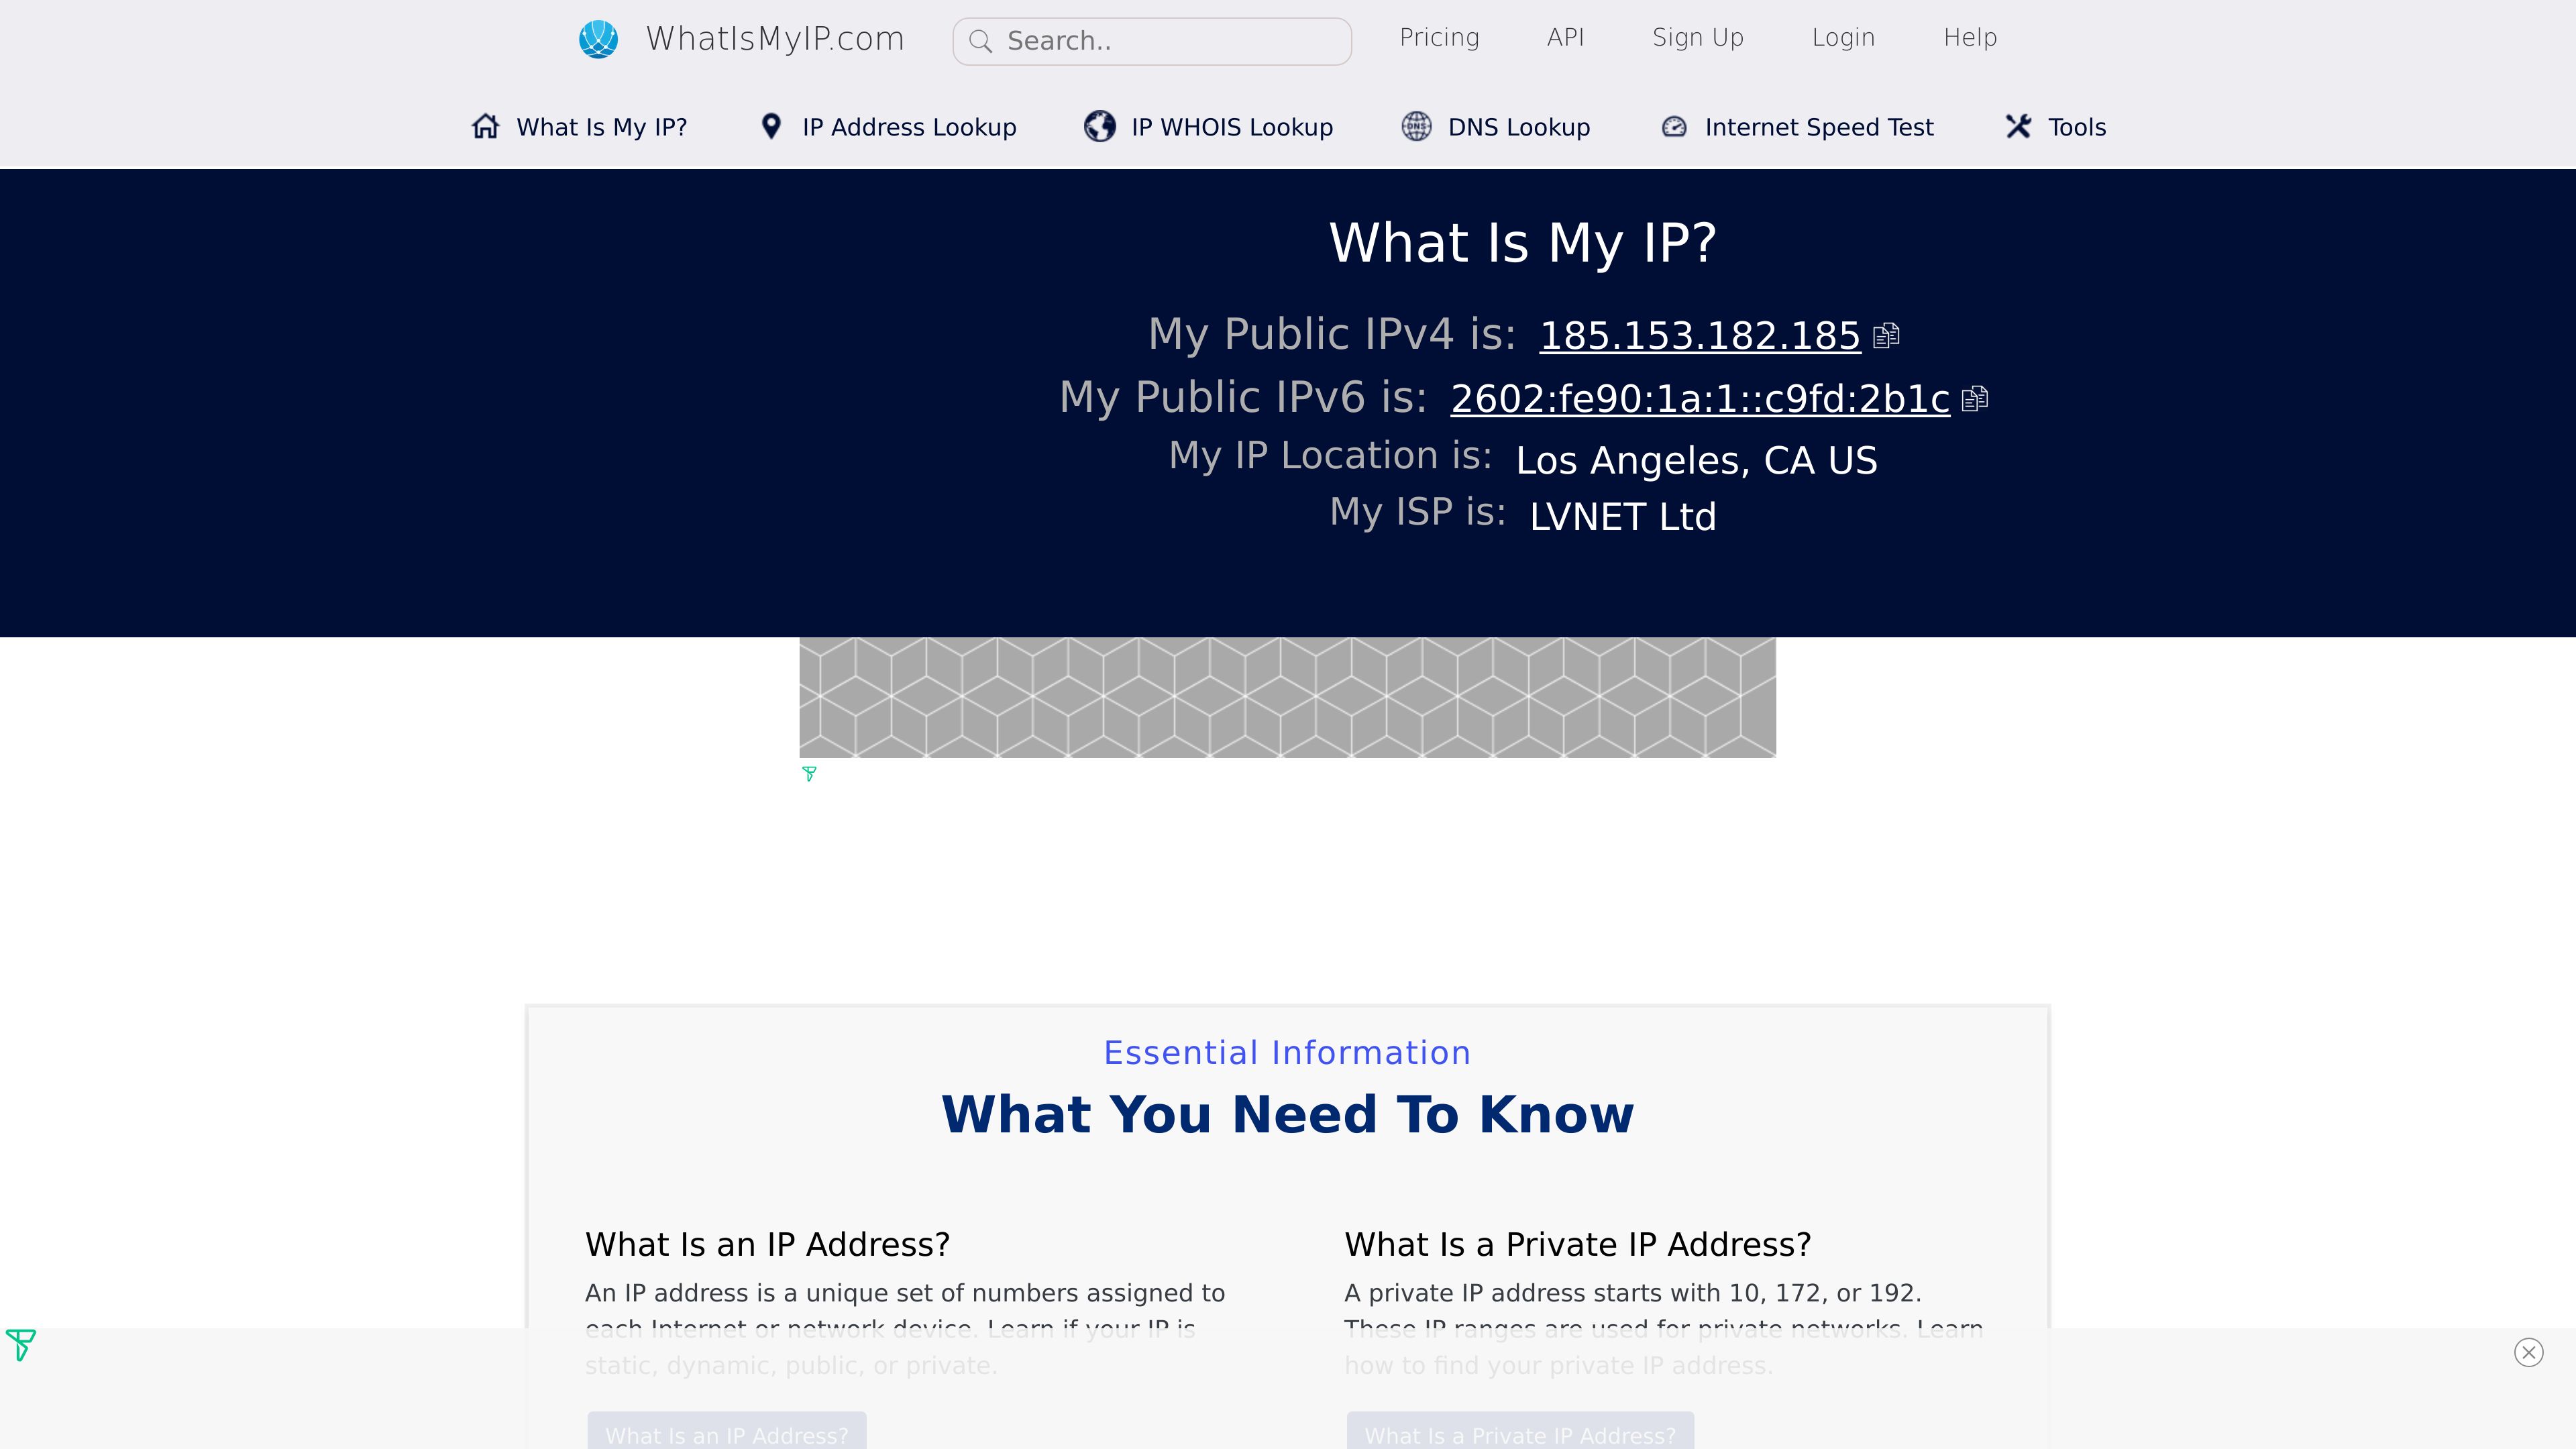 WhatIsMyIP.com
Search..
Pricing
API
Sign Up
Login
Help
What Is My IP?
IP Address Lookup
IP WHOIS Lookup
DNS
DNS Lookup
Internet Speed Test
Tools
What Is My IP?
My Public IPv4 is: 185.153.182.185
My Public IPv6 is: 2602:fe90:1a:1::c9fd:2b1c
My IP Location is: Los Angeles, CA US
My ISP is: LVNET Ltd
Essential Information
What You Need To Know
What Is an IP Address?
An IP address is a unique set of numbers assigned to
each Internet or network device. Learn if your IP is
static, dynamic, public, or private.
What Is an IP Address?
What Is a Private IP Address?
A private IP address starts with 10, 172, or 192.
These IP ranges are used for private networks. Learn
how to find your private IP address.
What Is a Private IP Address?